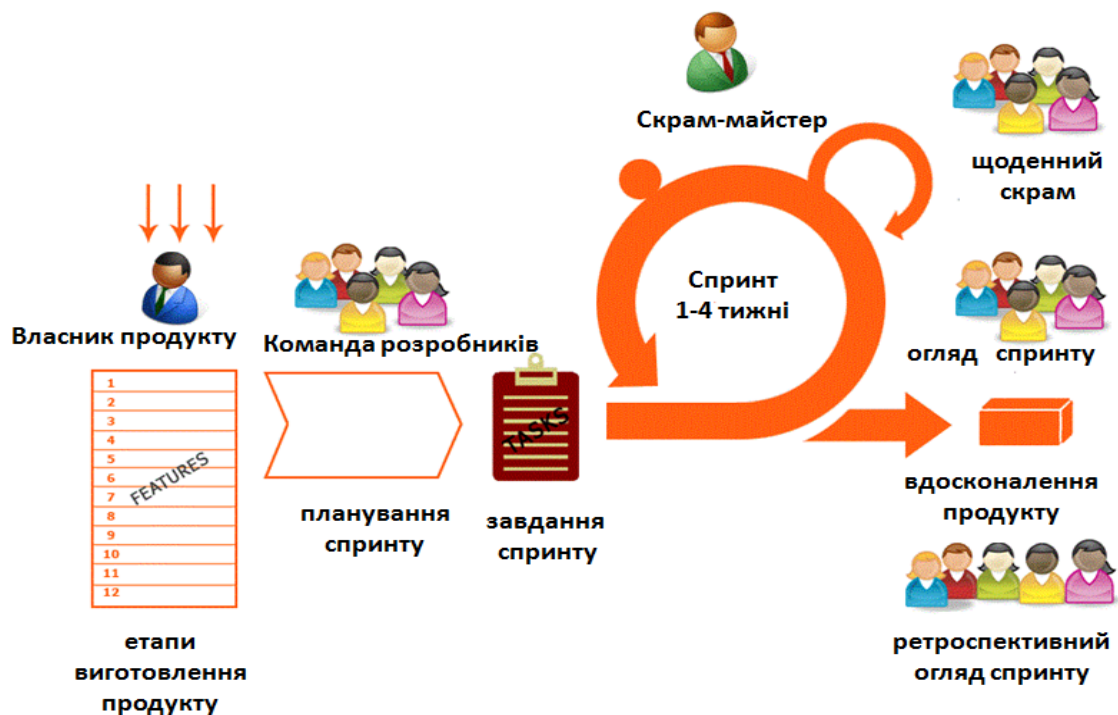 Скрам-майстер
щоденний
скрам
Спринт
1-4 тижні
Власник продукту
Команда розробників
огляд спринту
1
2
3
4
5
6
7
8
9
10
11
12
FEATURES
TASKS
планування
спринту
завдання
спринту
вдосконалення
продукту
етапи
виготовлення
продукту
ретроспективний
огляд спринту